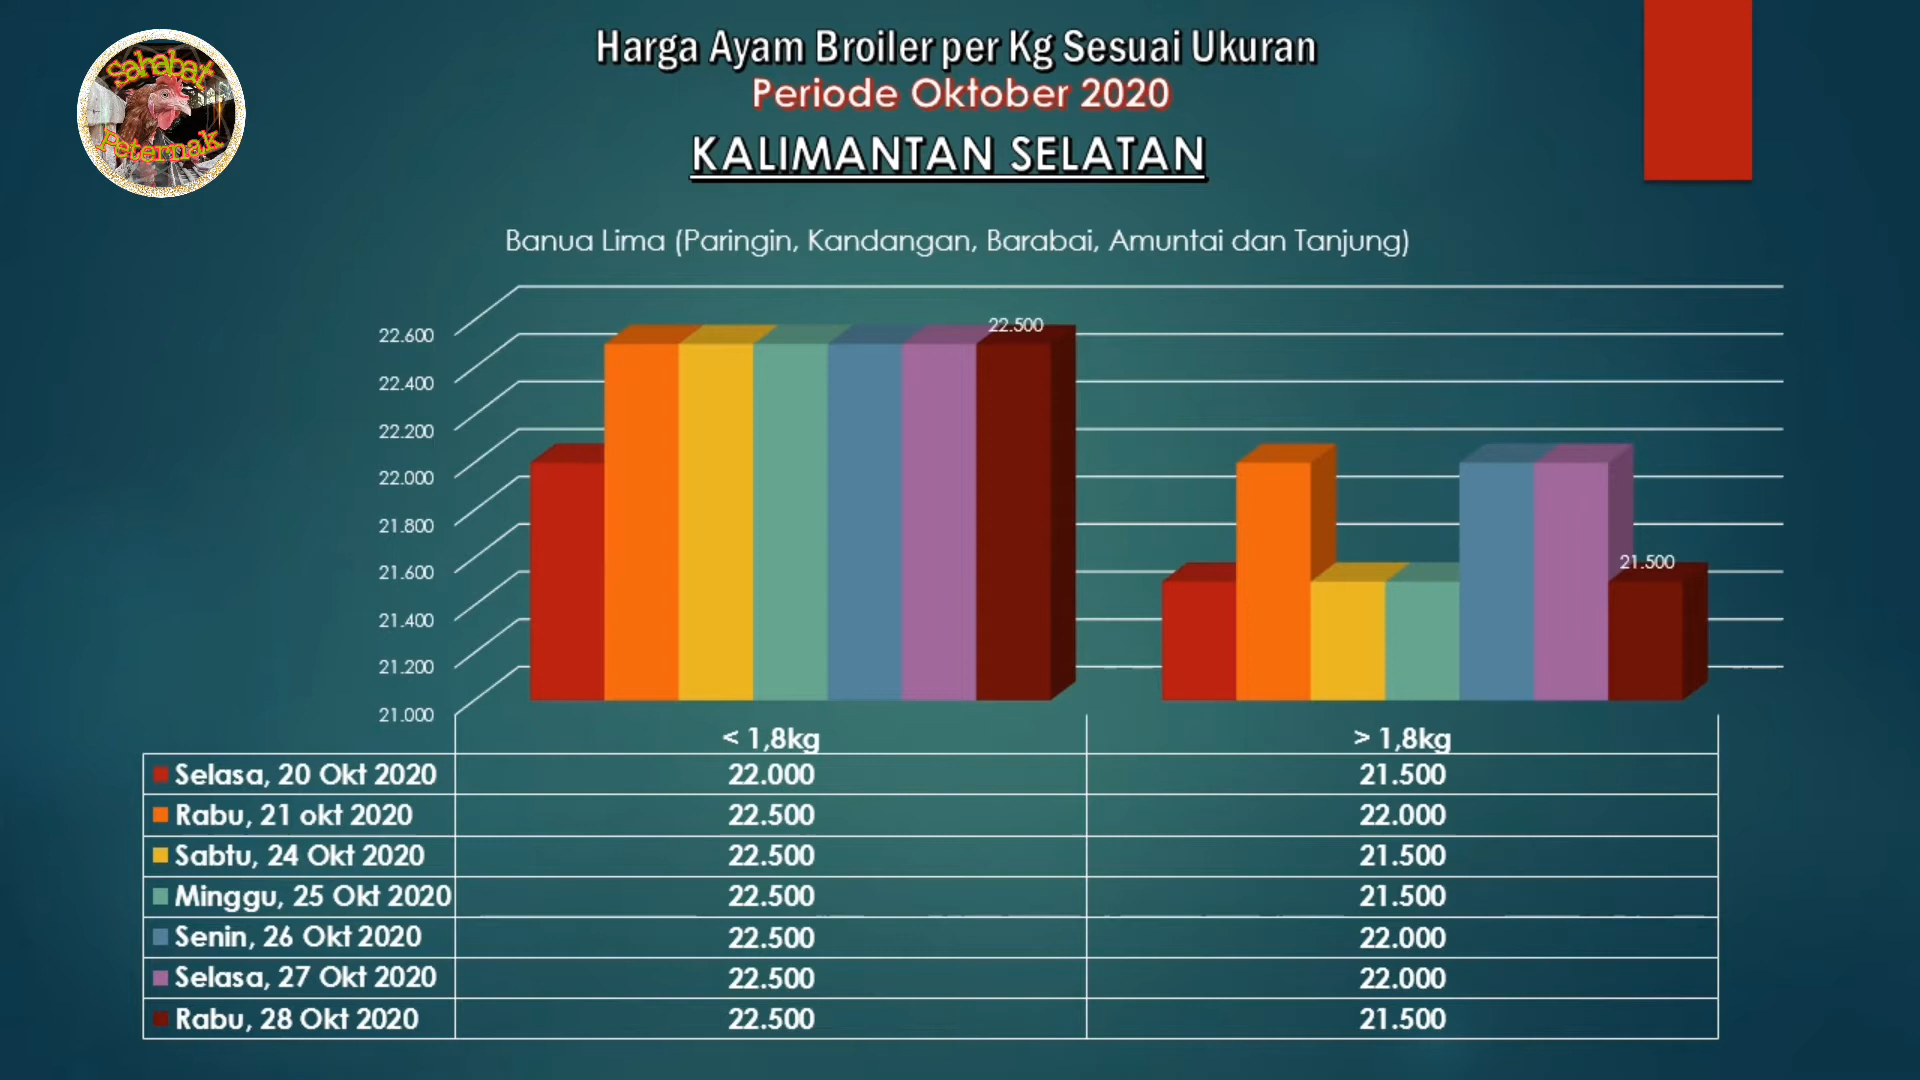 Sahabat
Peternak
Harga Ayam Broiler per Kg Sesuai Ukuran
Periode Oktober 2020
KALIMANTAN SELATAN
Banua Lima (Paringin, Kandangan, Barabai, Amuntai dan Tanjung)
22.600
22.400
22.200
22.000
21.800
21.600
21.400
21.200
21.000
22.500
21.500
< 1,8kg > 1,8kg
Selasa, 20 Okt 2020 22.000 21.500
Rabu, 21 okt 2020 22.500 22.000
Sabtu, 24 Okt 2020 22.500 21.500
Minggu, 25 Okt 2020 22.500 21.500
Senin, 26 Okt 2020 22.500 22.000
Selasa, 27 Okt 2020 22.500 22.000
Rabu, 28 Okt 2020 22.500 21.500